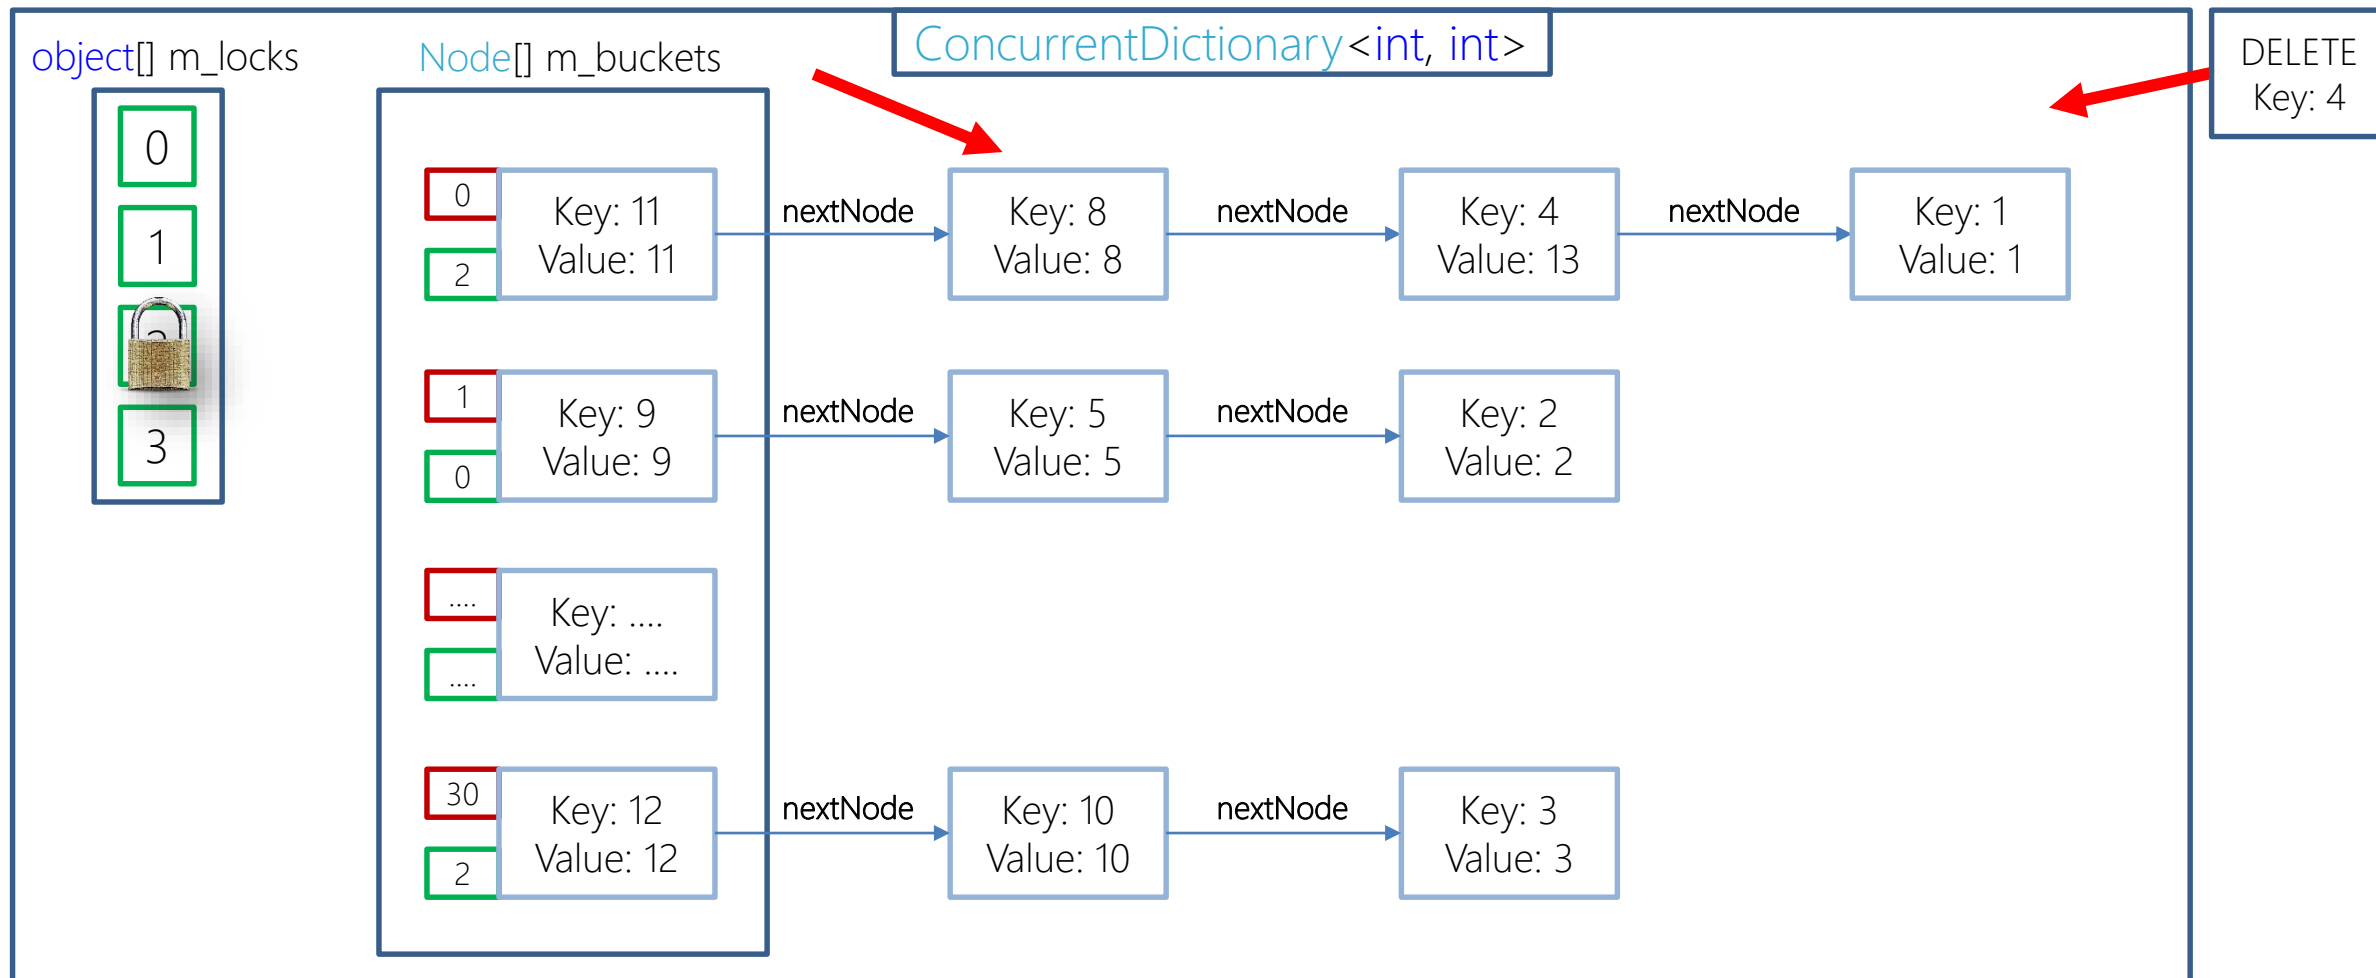 ConcurrentDictionary<int, int>
object[] m_locks
Node[] m_buckets
DELETE
Key: 4
0
1
3
0
2
Key: 11
Value: 11
nextNode
Key: 8
Value: 8
nextNode
Key: 4
Value: 13
nextNode
Key: 1
Value: 1
1
0
Key: 9
Value: 9
nextNode
Key: 5
Value: 5
nextNode
Key: 2
Value: 2
....
....
Key: ....
Value: ....
30
2
Key: 12
Value: 12
nextNode
Key: 10
Value: 10
nextNode
Key: 3
Value: 3